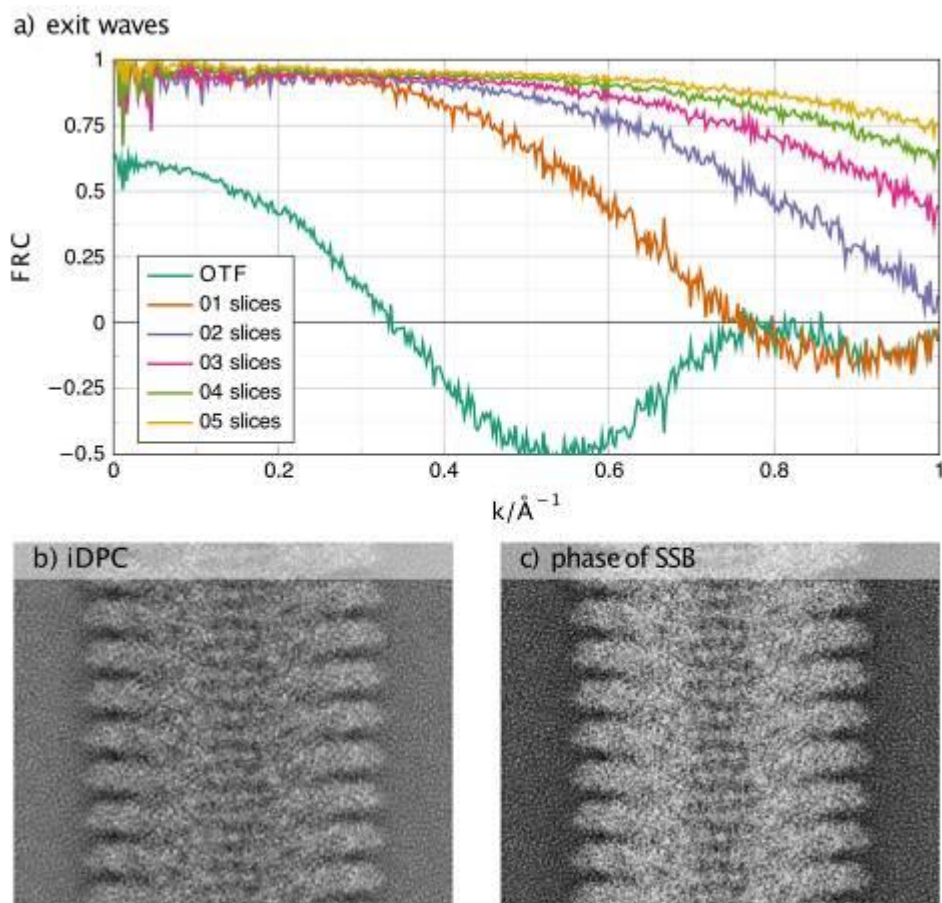 a) exit waves
1
0.75
0.5
0.25
0
−0.25
−0.5
FRC
OTF
01 slices
02 slices
03 slices
04 slices
05 slices
0 0.2 0.4 0.6 0.8 1
k/Å⁻¹
b) iDPC
c) phase of SSB